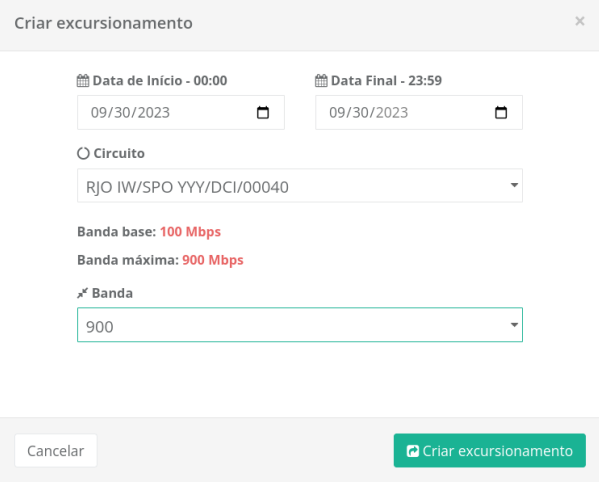 Criar excursionamento ×
Data de Início - 00:00 Data Final - 23:59
09/30/2023 09/30/2023
Circuito
RJO IW/SPO YYY/DCI/00040
Banda base: 100 Mbps
Banda máxima: 900 Mbps
Banda
900
Cancelar Criar excursionamento